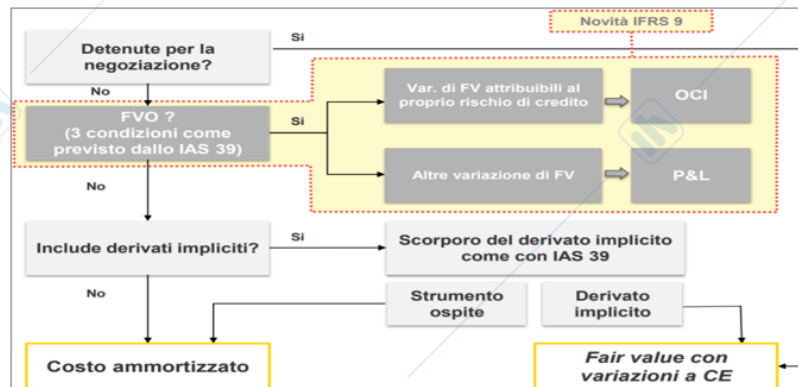 Novità IFRS 9
Detenute per la
negoziazione?
Si
No
FVO ?
(3 condizioni come
previsto dallo IAS 39)
Si
Var. di FV attribuibili al
proprio rischio di credito
OCI
Altre variazione di FV
P&L
No
Include derivati impliciti?
Si
Scorporo del derivato implicito
come con IAS 39
No
Strumento
ospite
Derivato
implicito
Costo ammortizzato
Fair value con
variazioni a CE